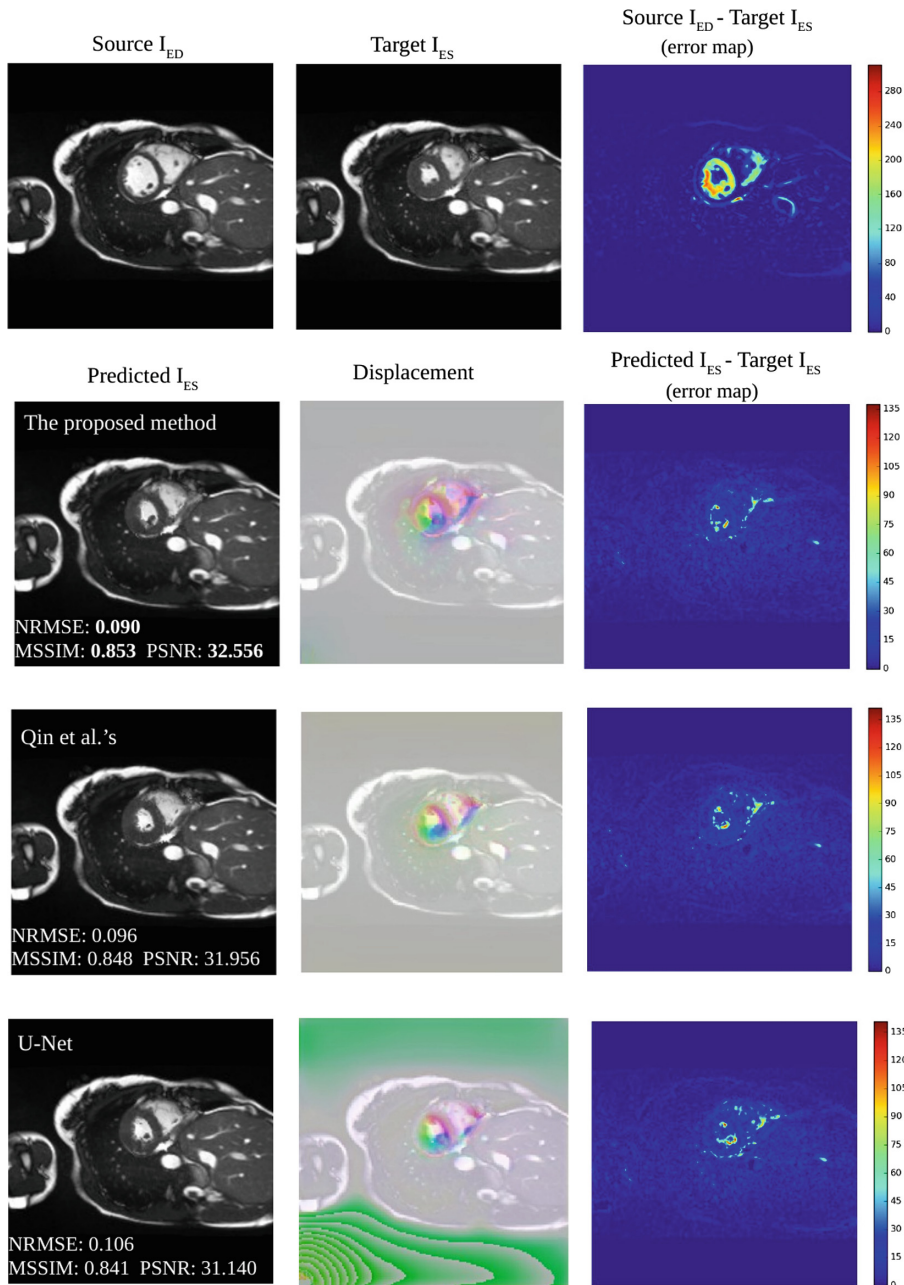 Source I_ED
Target I_ES
Source I_ED - Target I_ES
(error map)
280
240
200
160
120
80
40
0
Predicted I_ES
Displacement
Predicted I_ES - Target I_ES
(error map)
The proposed method
NRMSE: 0.090
MSSIM: 0.853 PSNR: 32.556
135
120
105
90
75
60
45
30
15
0
Qin et al.'s
NRMSE: 0.096
MSSIM: 0.848 PSNR: 31.956
135
120
105
90
75
60
45
30
15
0
U-Net
NRMSE: 0.106
MSSIM: 0.841 PSNR: 31.140
135
120
105
90
75
60
45
30
15
0